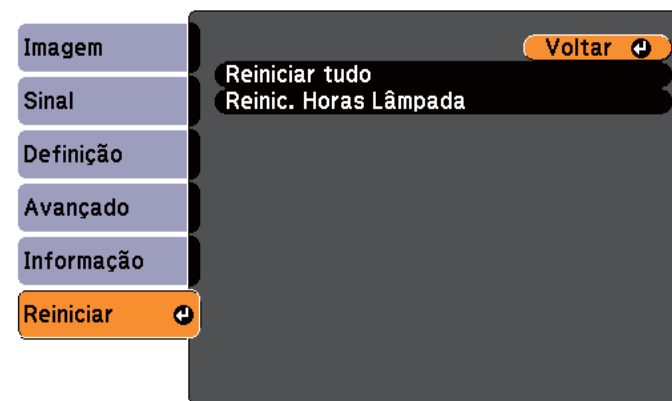 Imagem
Sinal
Definição
Avançado
Informação
Reiniciar
Voltar
Reiniciar tudo
Reinic. Horas Lâmpada